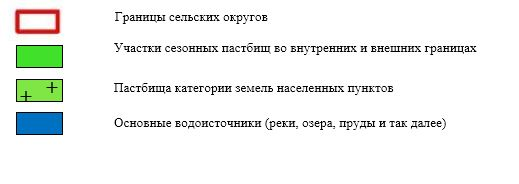 Границы сельских округов
Участки сезонных пастбищ во внутренних и внешних границах
Пастбища категории земель населенных пунктов
Основные водоисточники (реки, озера, пруды и так далее)